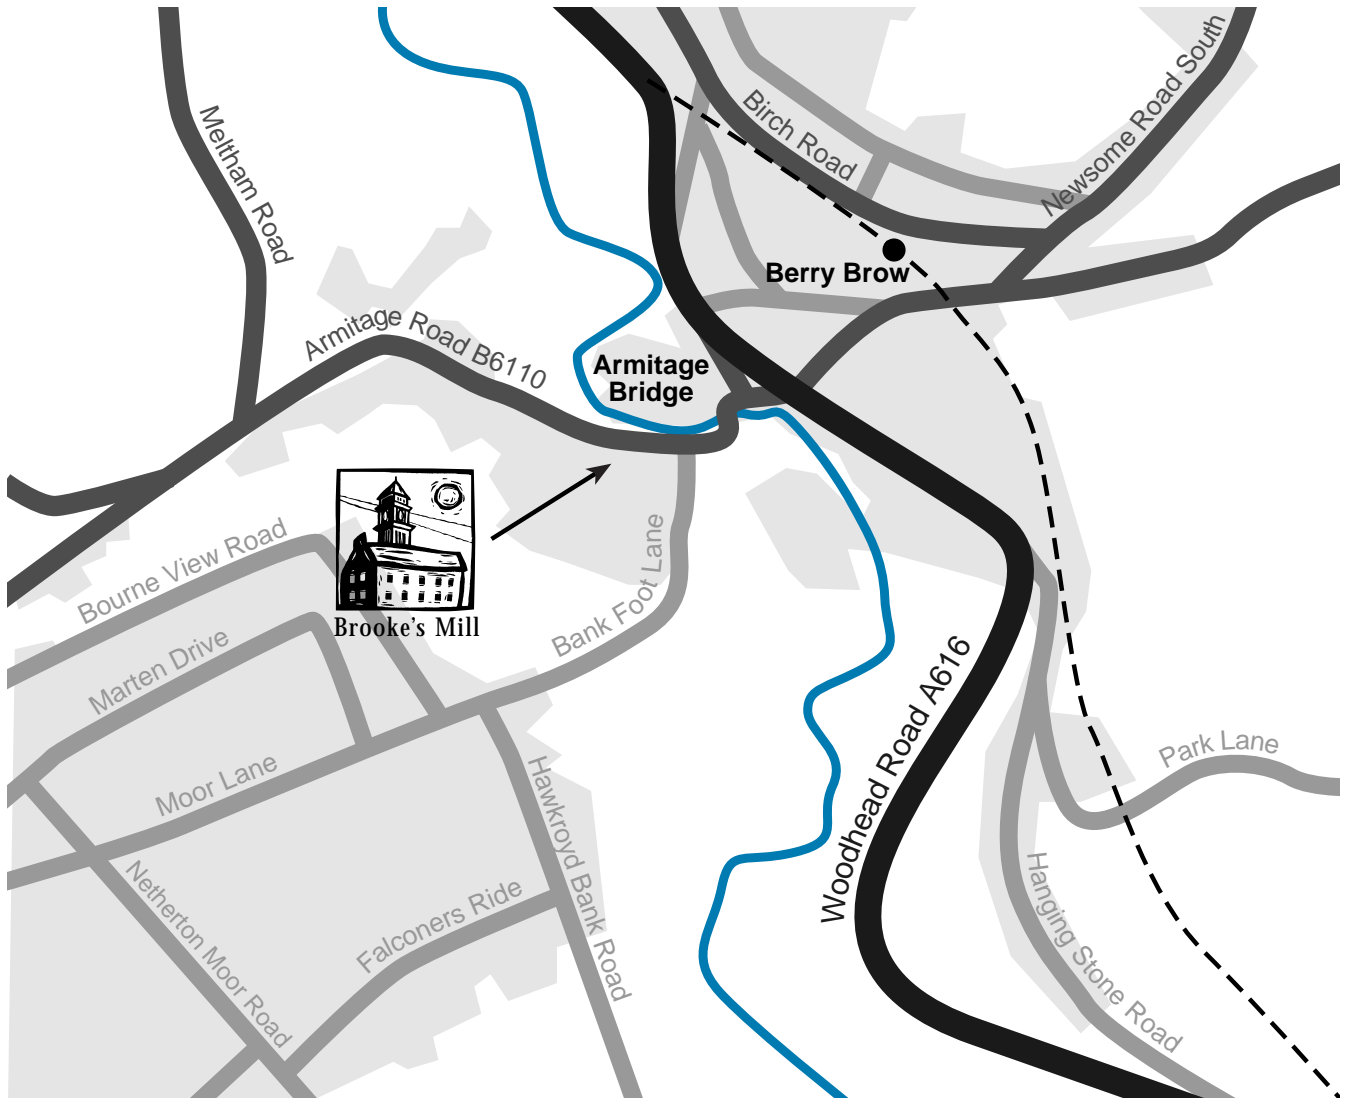 Meltham Road
Birch Road
Newsome Road South
Berry Brow
Armitage Road B6110
Armitage
Bridge
Bourne View Road
Brooke's Mill
Bank Foot Lane
Marten Drive
Woodhead Road A616
Park Lane
Moor Lane
Hawkroyd Bank Road
Netherton Moor Road
Falconers Ride
Hanging Stone Road